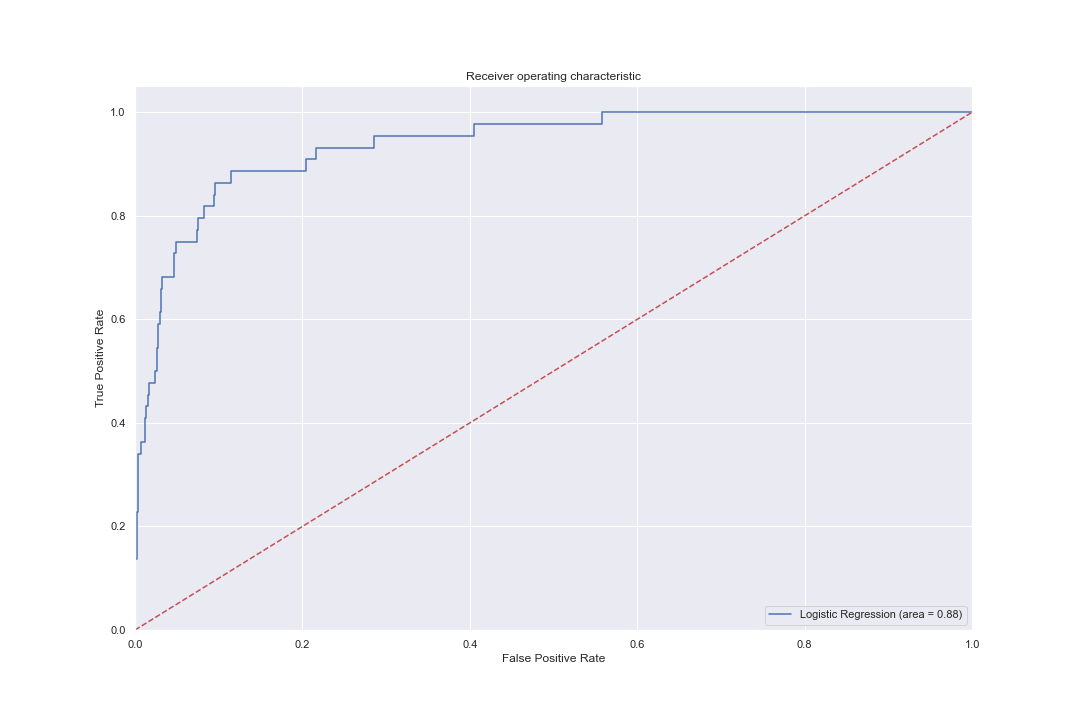 Receiver operating characteristic
True Positive Rate
1.0
0.8
0.6
0.4
0.2
0.0
Logistic Regression (area = 0.88)
0.0 0.2 0.4 0.6 0.8 1.0
False Positive Rate